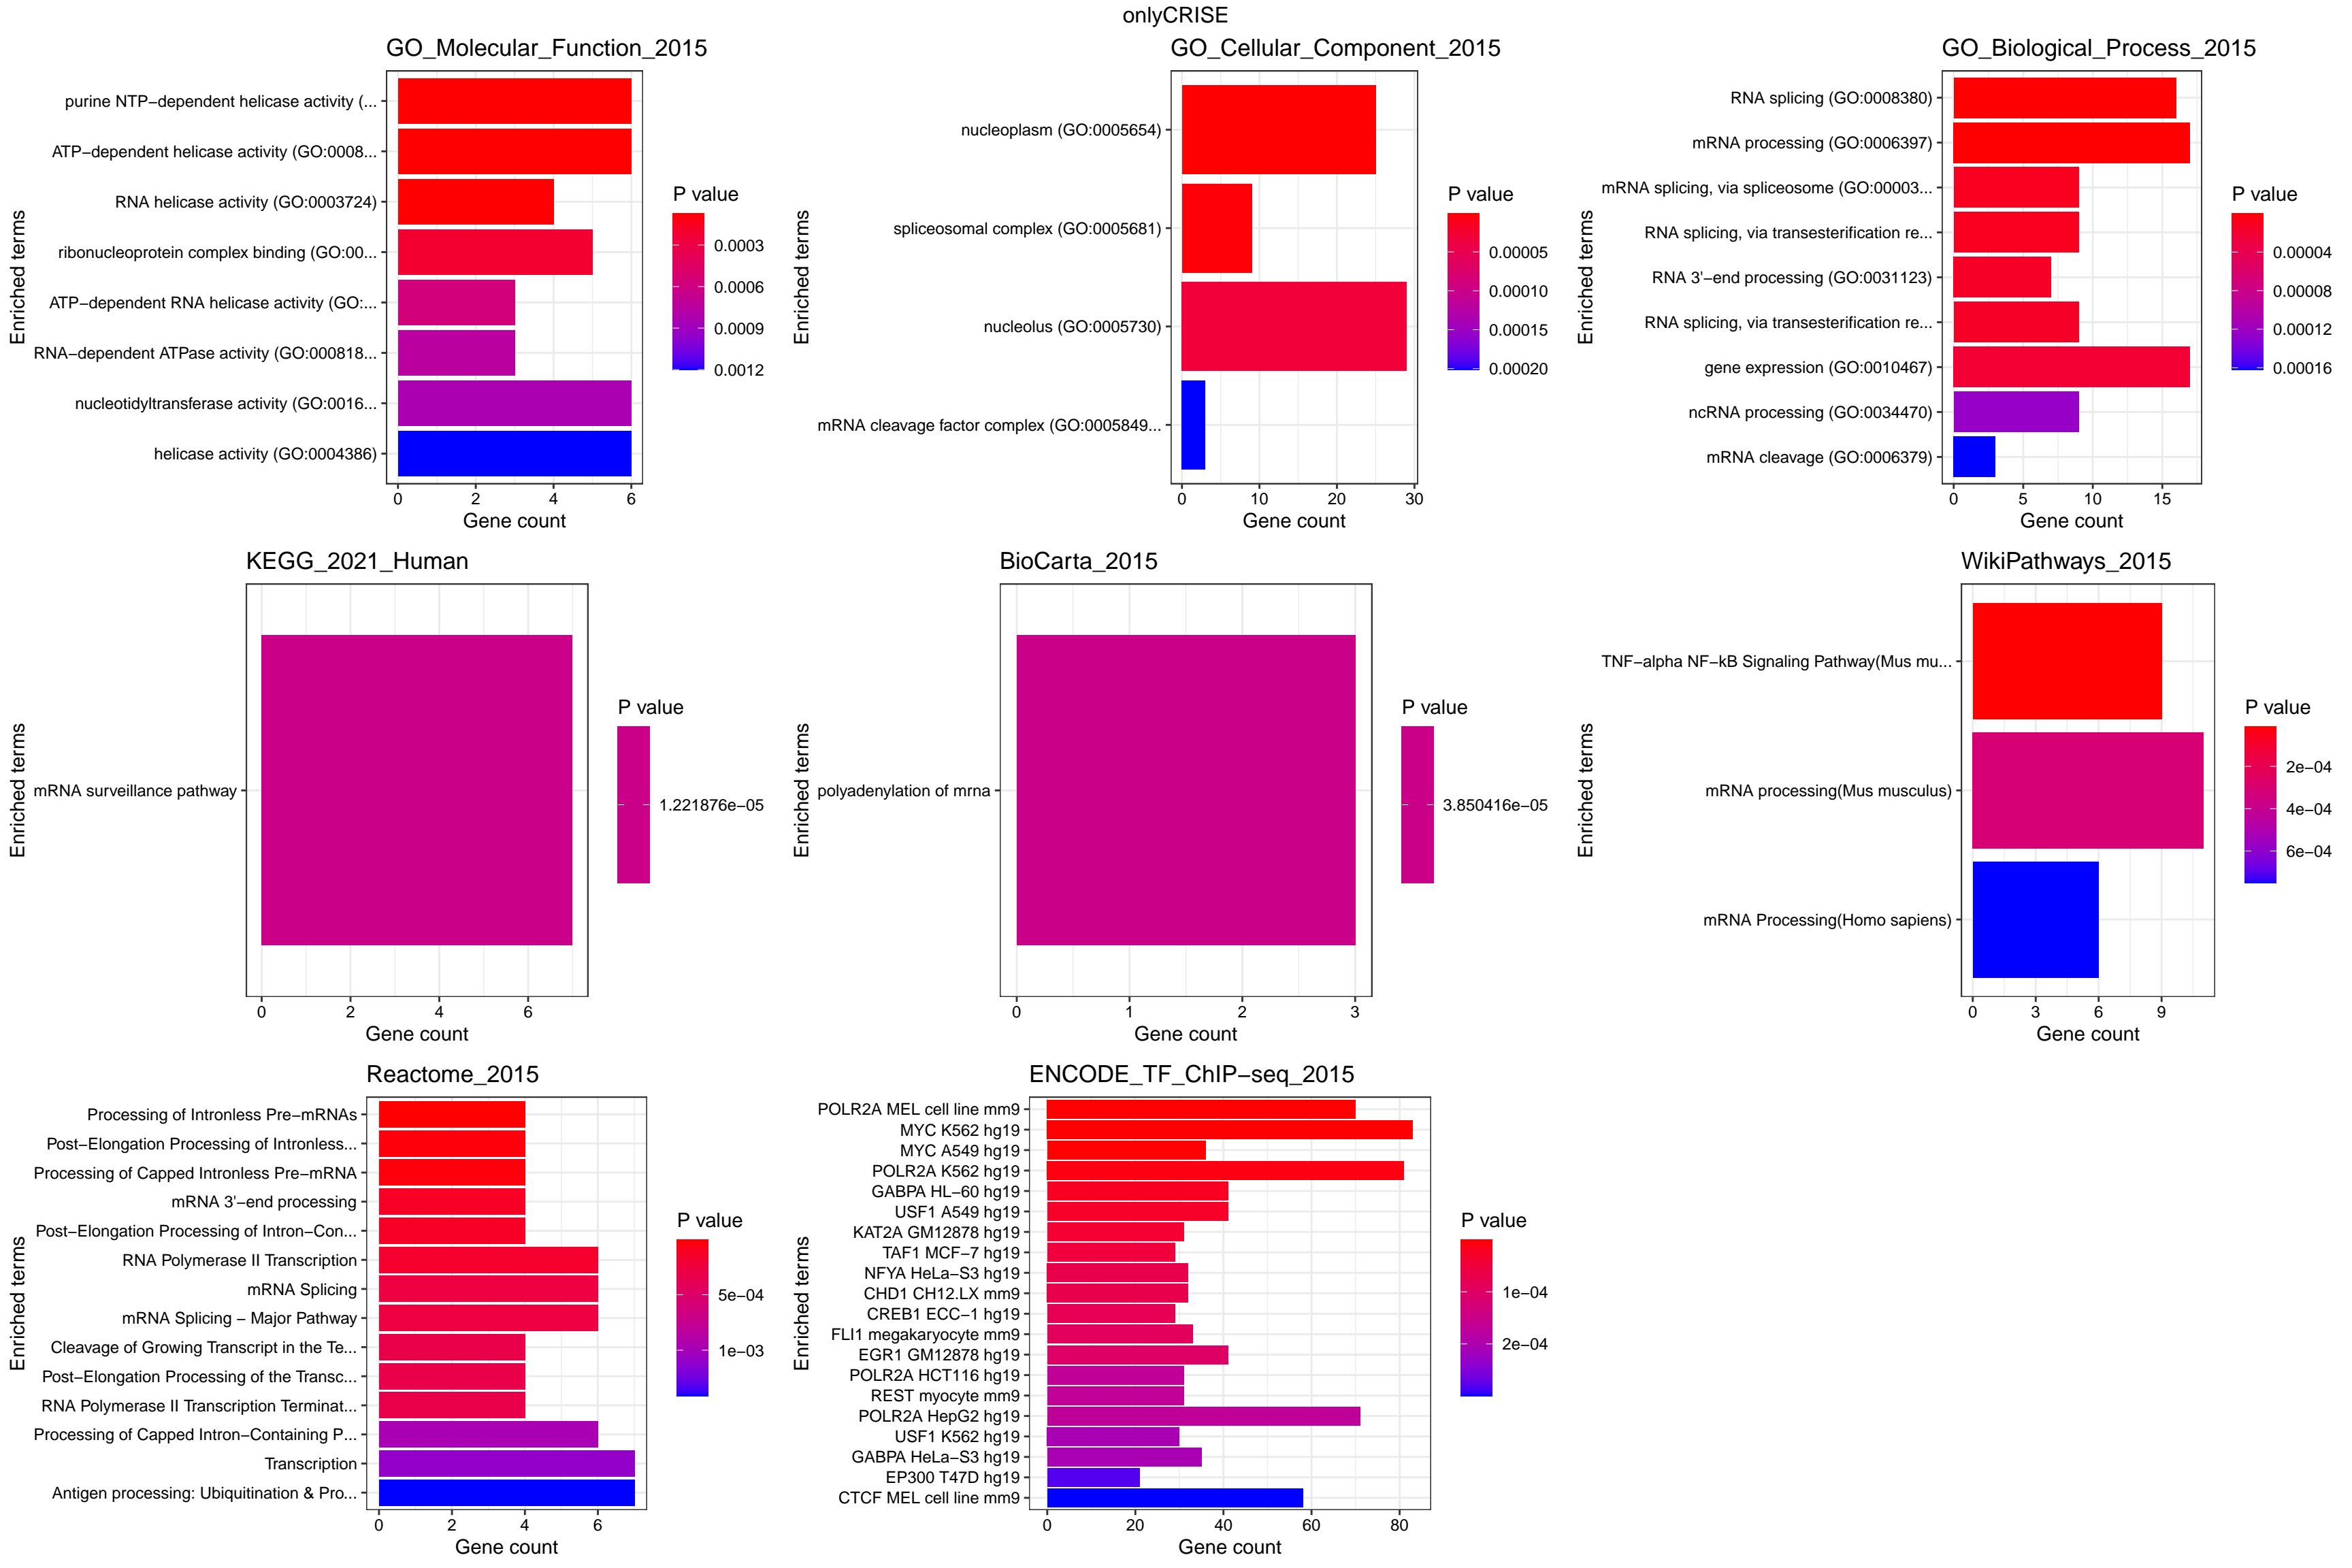 onlyCRISE
GO_Molecular_Function_2015
Enriched terms
purine NTP−dependent helicase activity (...
ATP−dependent helicase activity (GO:0008...
RNA helicase activity (GO:0003724)
ribonucleoprotein complex binding (GO:00...
ATP−dependent RNA helicase activity (GO:...
RNA−dependent ATPase activity (GO:000818...
nucleotidyltransferase activity (GO:0016...
helicase activity (GO:0004386)
0 2 4 6
Gene count
P value
0.0003
0.0006
0.0009
0.0012
GO_Cellular_Component_2015
Enriched terms
nucleoplasm (GO:0005654)
spliceosomal complex (GO:0005681)
nucleolus (GO:0005730)
mRNA cleavage factor complex (GO:0005849...
0 10 20 30
Gene count
P value
0.00005
0.00010
0.00015
0.00020
GO_Biological_Process_2015
Enriched terms
RNA splicing (GO:0008380)
mRNA processing (GO:0006397)
mRNA splicing, via spliceosome (GO:00003...
RNA splicing, via transesterification re...
RNA 3'−end processing (GO:0031123)
RNA splicing, via transesterification re...
gene expression (GO:0010467)
ncRNA processing (GO:0034470)
mRNA cleavage (GO:0006379)
0 5 10 15
Gene count
P value
0.00004
0.00008
0.00012
0.00016
KEGG_2021_Human
Enriched terms
mRNA surveillance pathway
0 2 4 6
Gene count
P value
1.221876e−05
BioCarta_2015
Enriched terms
polyadenylation of mrna
0 1 2 3
Gene count
P value
3.850416e−05
WikiPathways_2015
Enriched terms
TNF−alpha NF−kB Signaling Pathway(Mus mu...
mRNA processing(Mus musculus)
mRNA Processing(Homo sapiens)
0 3 6 9
Gene count
P value
2e−04
4e−04
6e−04
Reactome_2015
Enriched terms
Processing of Intronless Pre−mRNAs
Post−Elongation Processing of Intronless...
Processing of Capped Intronless Pre−mRNA
mRNA 3'−end processing
Post−Elongation Processing of Intron−Con...
RNA Polymerase II Transcription
mRNA Splicing
mRNA Splicing − Major Pathway
Cleavage of Growing Transcript in the Te...
Post−Elongation Processing of the Transc...
RNA Polymerase II Transcription Terminat...
Processing of Capped Intron−Containing P...
Transcription
Antigen processing: Ubiquitination & Pro...
0 2 4 6
Gene count
P value
5e−04
1e−03
ENCODE_TF_ChIP−seq_2015
Enriched terms
POLR2A MEL cell line mm9
MYC K562 hg19
MYC A549 hg19
POLR2A K562 hg19
GABPA HL−60 hg19
USF1 A549 hg19
KAT2A GM12878 hg19
TAF1 MCF−7 hg19
NFYA HeLa−S3 hg19
CHD1 CH12.LX mm9
CREB1 ECC−1 hg19
FLI1 megakaryocyte mm9
EGR1 GM12878 hg19
POLR2A HCT116 hg19
REST myocyte mm9
POLR2A HepG2 hg19
USF1 K562 hg19
GABPA HeLa−S3 hg19
EP300 T47D hg19
CTCF MEL cell line mm9
0 20 40 60 80
Gene count
P value
1e−04
2e−04